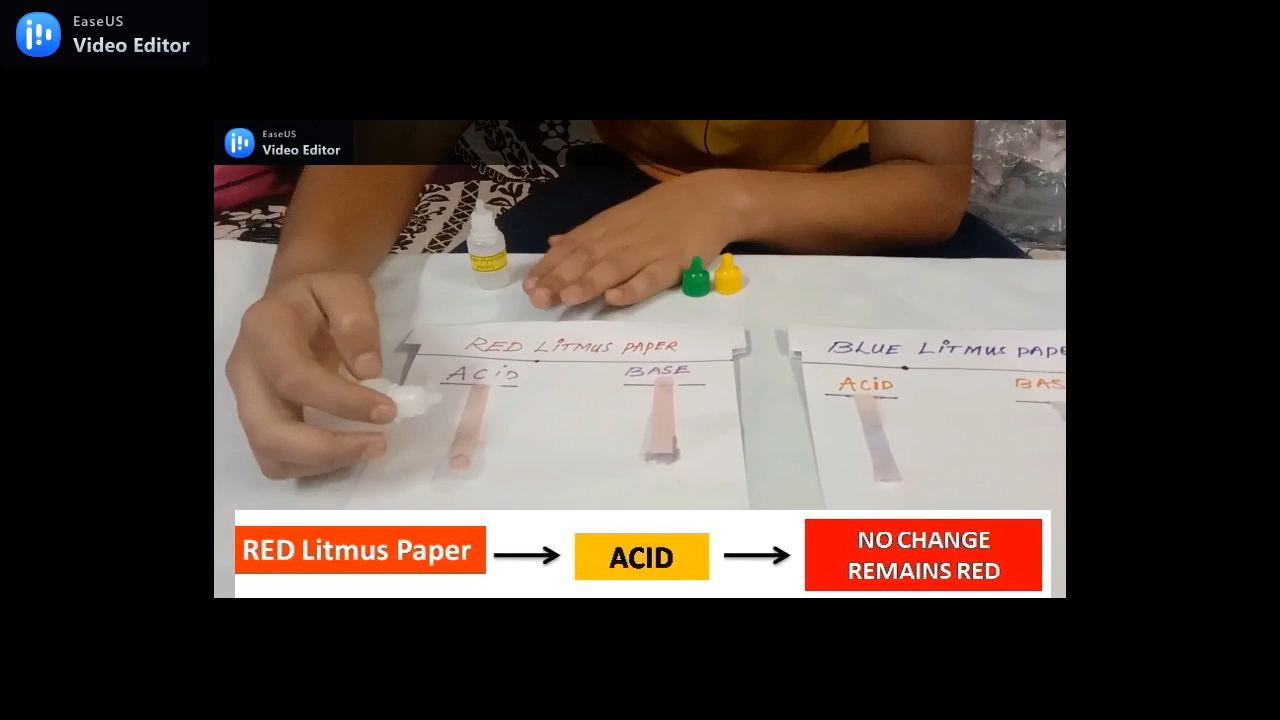 EaseUS
Video Editor
EaseUS
Video Editor
RED LiTMUS PAPER
ACiD
BASE
BLUE LiTMUS PAPE
ACiD
BAS
RED Litmus Paper
ACID
NO CHANGE
REMAINS RED